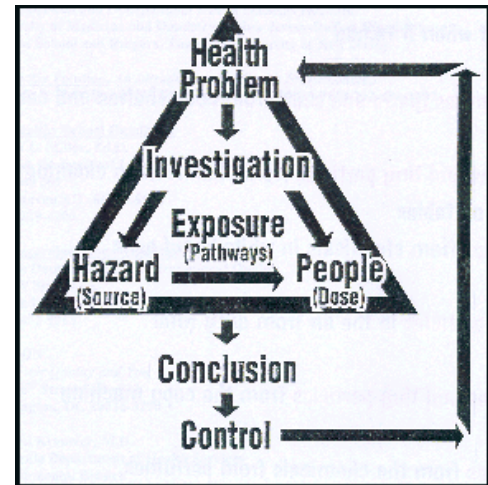 Health
Problem
Investigation
Exposure
(Pathways)
Hazard People
(Source) (Dose)
Conclusion
Control